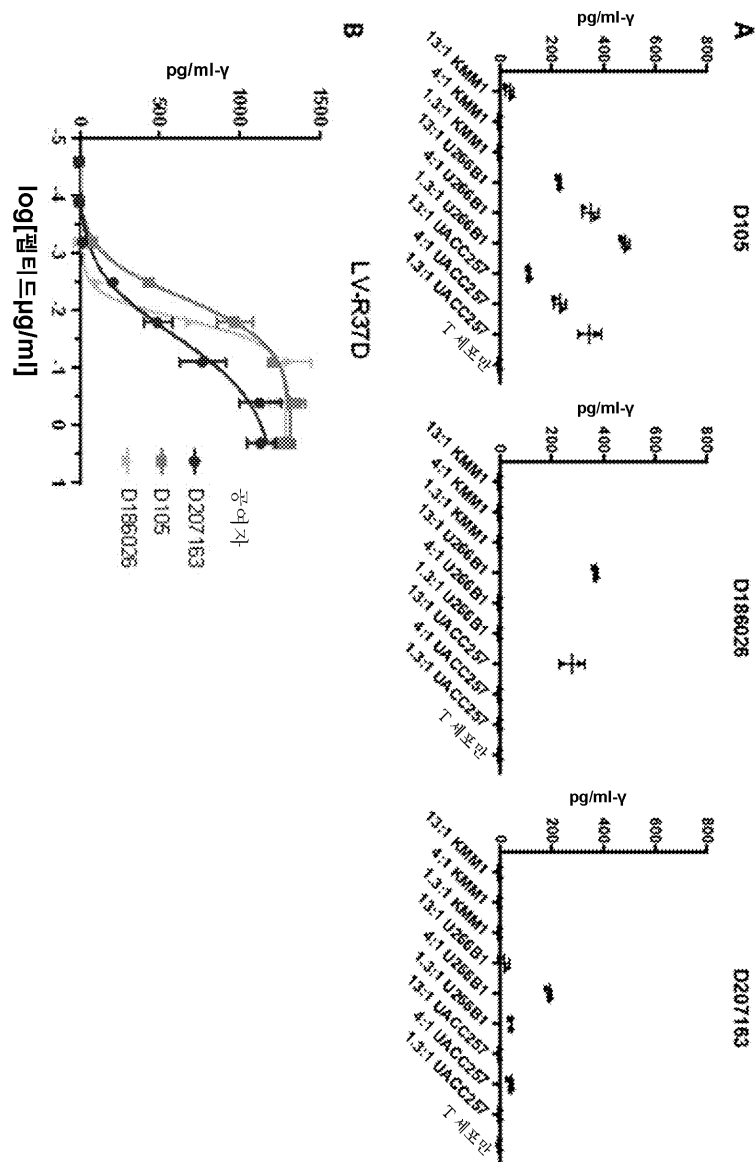 A
D105
pg/ml-γ
800
600
400
200
0
13:1 KMM1
4:1 KMM1
1.3:1 KMM1
13:1 U266B1
4:1 U266B1
1.3:1 U266B1
13:1 UACC257
4:1 UACC257
1.3:1 UACC257
T 세포만
D186026
pg/ml-γ
800
600
400
200
0
13:1 KMM1
4:1 KMM1
1.3:1 KMM1
13:1 U266B1
4:1 U266B1
1.3:1 U266B1
13:1 UACC257
4:1 UACC257
1.3:1 UACC257
T 세포만
D207163
pg/ml-γ
800
600
400
200
0
13:1 KMM1
4:1 KMM1
1.3:1 KMM1
13:1 U266B1
4:1 U266B1
1.3:1 U266B1
13:1 UACC257
4:1 UACC257
1.3:1 UACC257
T 세포만
B
LV-R37D
pg/ml-γ
1500
1000
500
0
-5 -4 -3 -2 -1 0 1
log[펩티드μg/ml]
공여자
D207163
D105
D186026